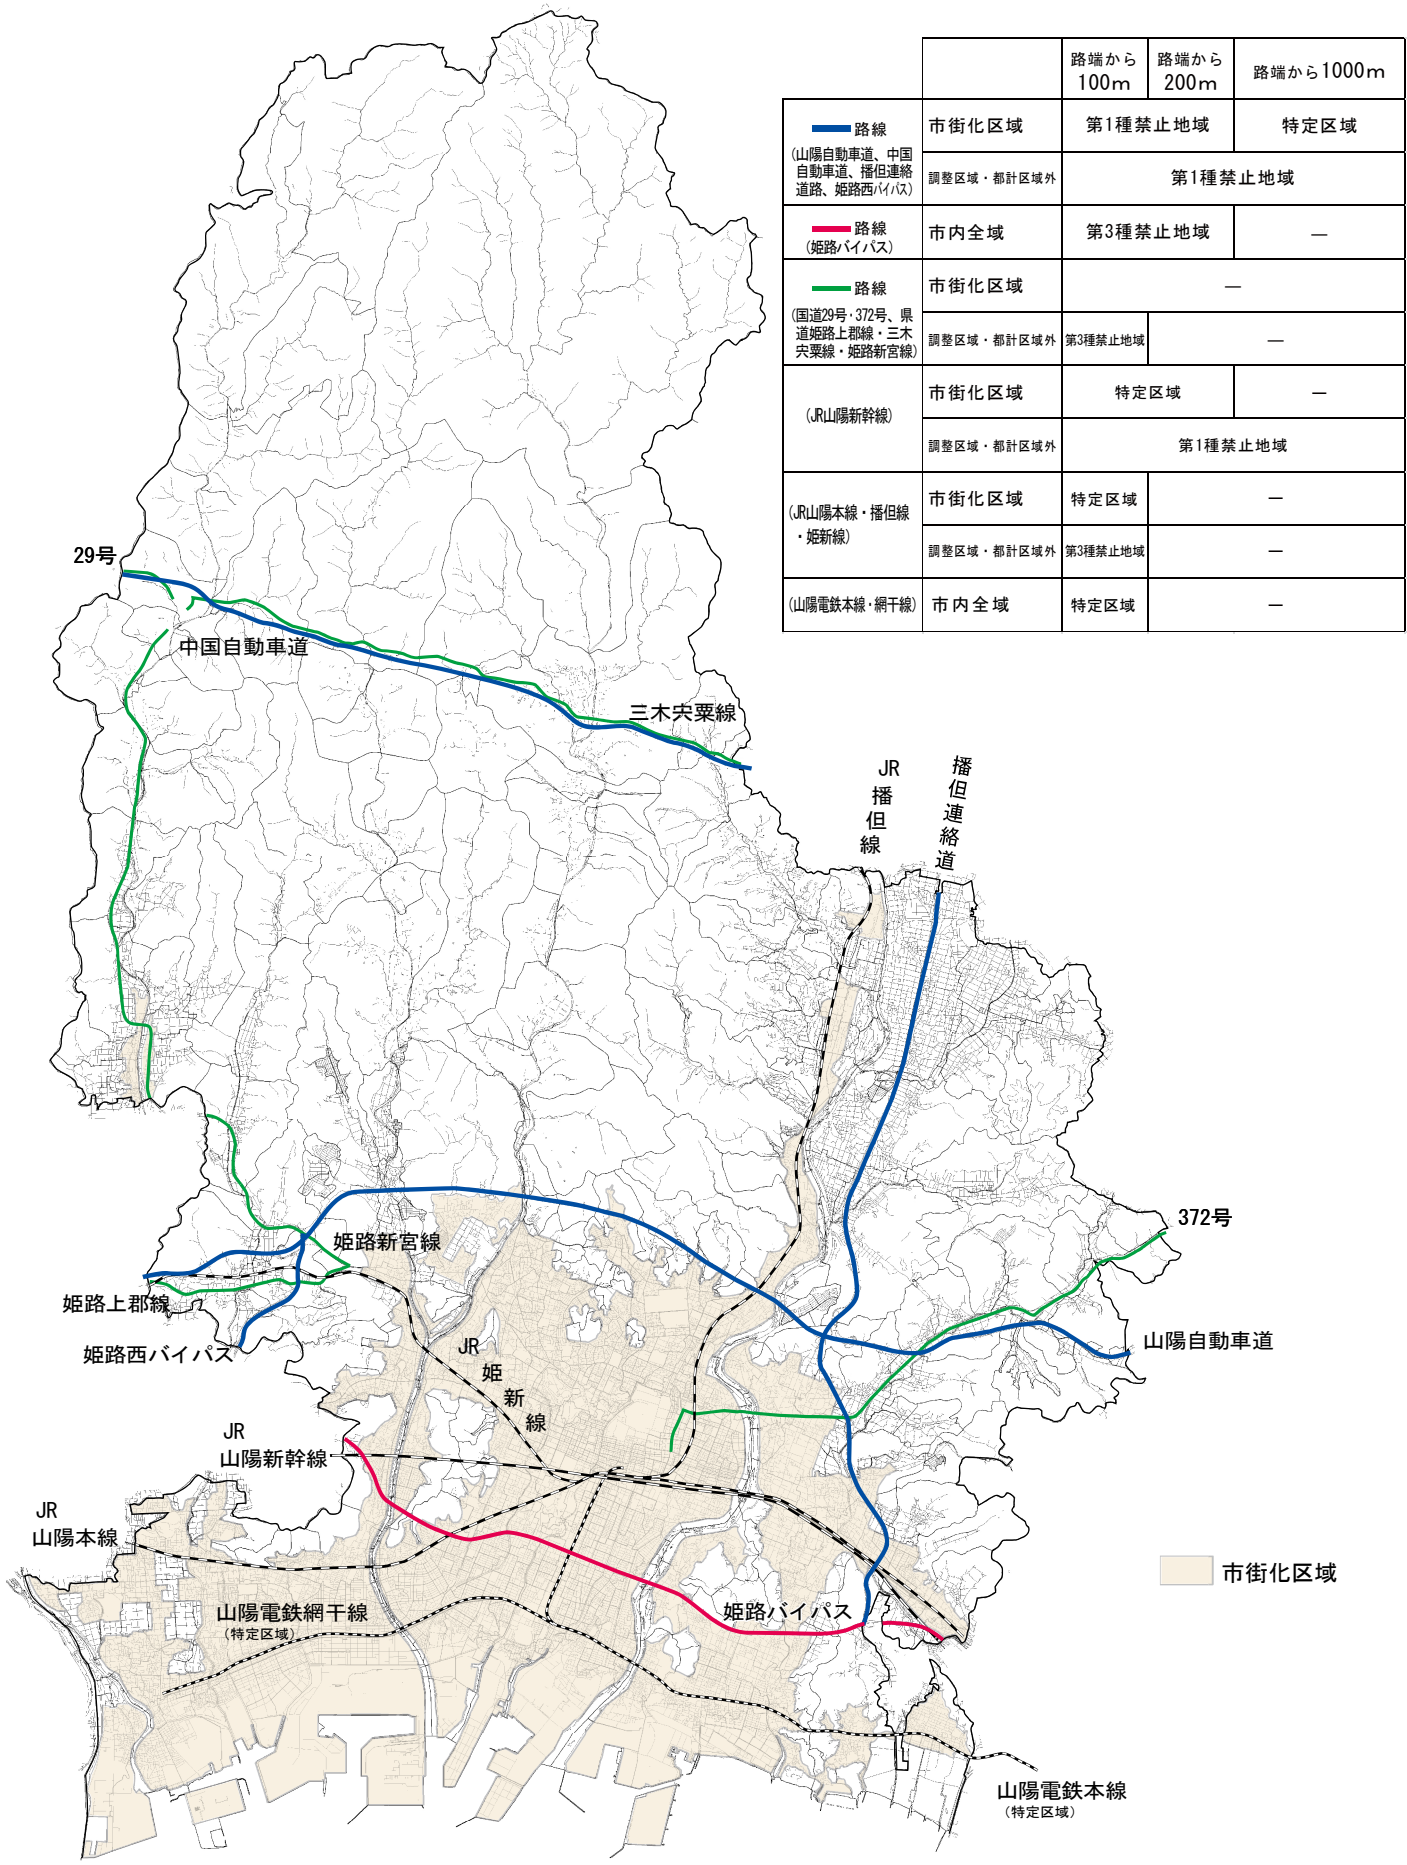 路端から
100m
路端から
200m
路端から1000m
路線
(山陽自動車道、中国
自動車道、播但連絡
道路、姫路西バイパス)
市街化区域
第1種禁止地域
特定区域
調整区域・都計区域外
第1種禁止地域
路線
(姫路バイパス)
市内全域
第3種禁止地域
―
路線
(国道29号・372号、県
道姫路上郡線・三木
宍粟線・姫路新宮線)
市街化区域
―
調整区域・都計区域外
第3種禁止地域
―
(JR山陽新幹線)
市街化区域
特定区域
―
調整区域・都計区域外
第1種禁止地域
(JR山陽本線・播但線
・姫新線)
市街化区域
特定区域
―
調整区域・都計区域外
第3種禁止地域
―
(山陽電鉄本線・網干線)
市内全域
特定区域
―
29号
中国自動車道
三木宍粟線
JR
播但線
播但連絡道
372号
姫路新宮線
姫路上郡線
姫路西バイパス
山陽自動車道
JR
姫新線
JR
山陽新幹線
JR
山陽本線
市街化区域
山陽電鉄網干線
(特定区域)
姫路バイパス
山陽電鉄本線
(特定区域)